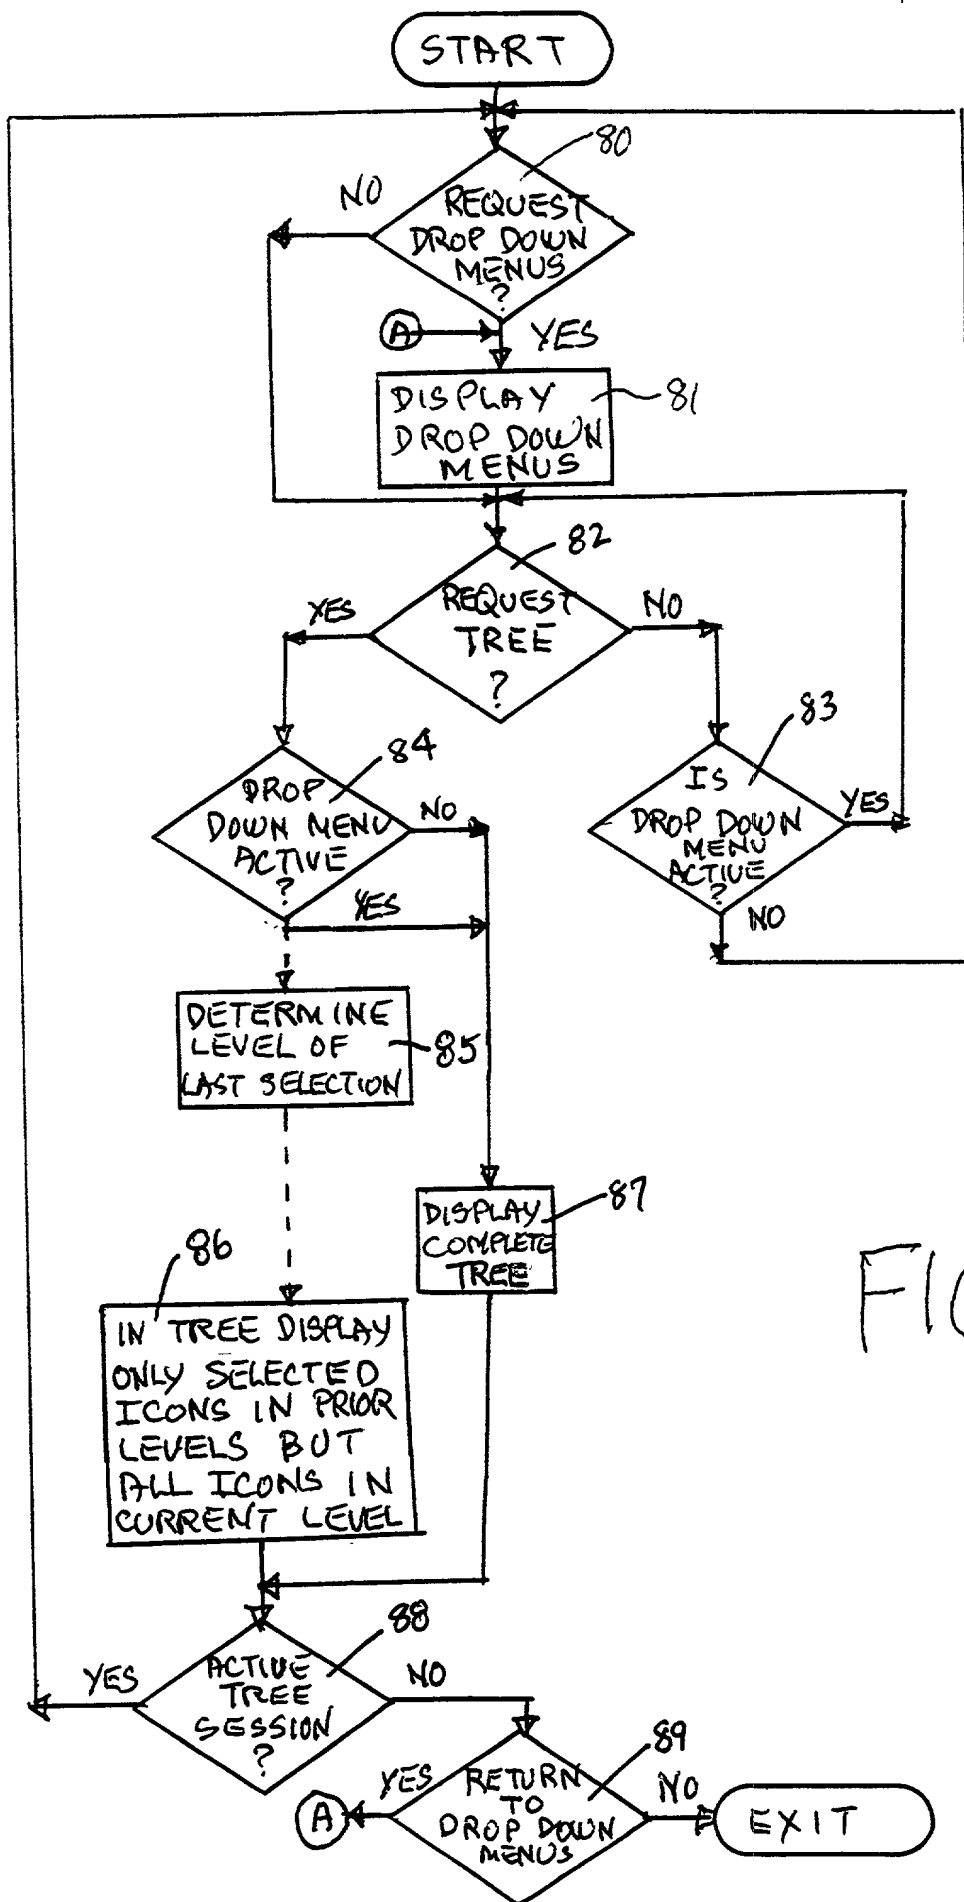 START
80
NO
REQUEST
DROP DOWN
MENUS
?
A
YES
DISPLAY
DROP DOWN
MENUS
81
82
REQUEST
TREE
?
YES
NO
84
DROP
DOWN MENU
ACTIVE
?
NO
YES
83
IS
DROP DOWN
MENU
ACTIVE
?
YES
NO
DETERMINE
LEVEL OF
LAST SELECTION
85
87
DISPLAY
COMPLETE
TREE
86
IN TREE DISPLAY
ONLY SELECTED
ICONS IN PRIOR
LEVELS BUT
ALL ICONS IN
CURRENT LEVEL
88
ACTIVE
TREE
SESSION
?
YES
NO
89
RETURN
TO
DROP DOWN
MENUS
YES
A
NO
EXIT